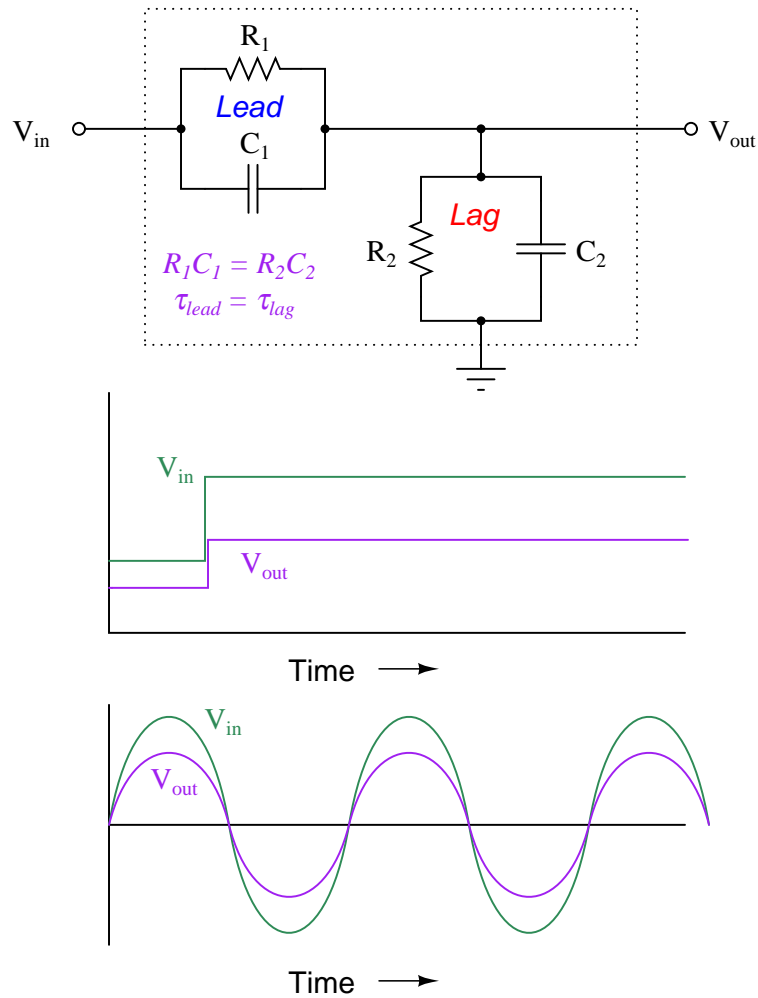 R1
Lead
Vin
C1
Vout
Lag
R2
C2
R1C1 = R2C2
τlead = τlag
Vin
Vout
Time
Vin
Vout
Time